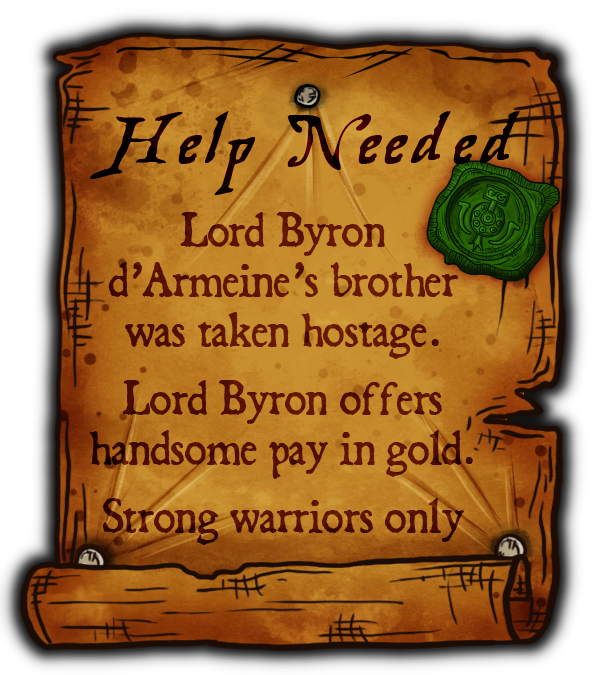 Help Needed
Lord Byron
d'Armeine's brother
was taken hostage.
Lord Byron offers
handsome pay in gold.
Strong warriors only